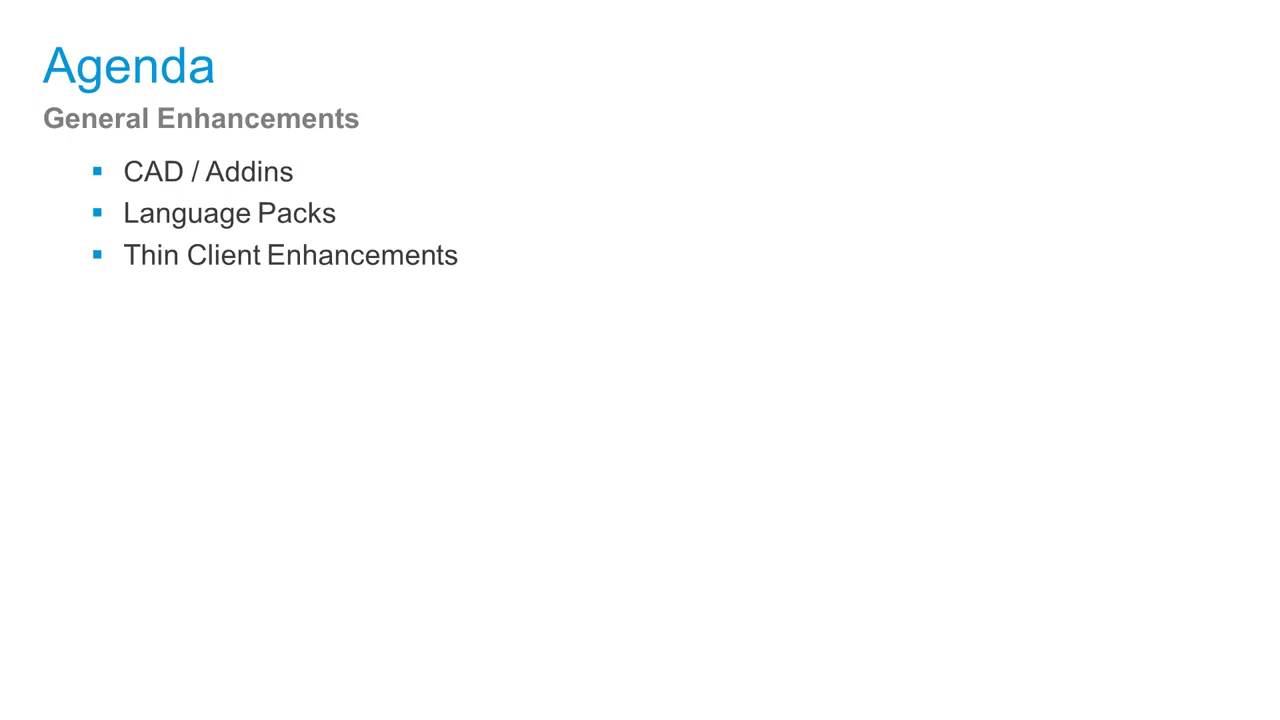 Agenda
General Enhancements
▪ CAD / Addins
▪ Language Packs
▪ Thin Client Enhancements